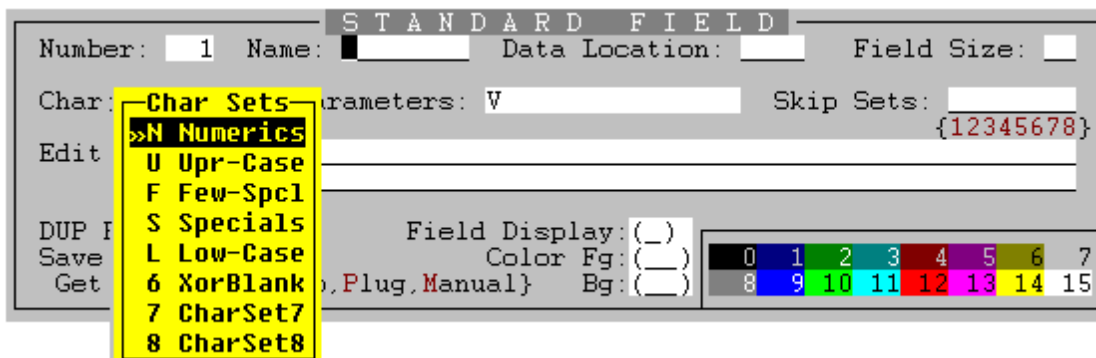 STANDARD FIELD
Number: 1 Name: Data Location: Field Size:
Char: Parameters: V Skip Sets:
{12345678}
Edit
DUP Field Display:(_)
Save Color Fg:(__) 0 1 2 3 4 5 6 7
Get ,Plug,Manual} Bg:(__) 8 9 10 11 12 13 14 15
Char Sets
»N Numerics
U Upr-Case
F Few-Spcl
S Specials
L Low-Case
6 XorBlank
7 CharSet7
8 CharSet8